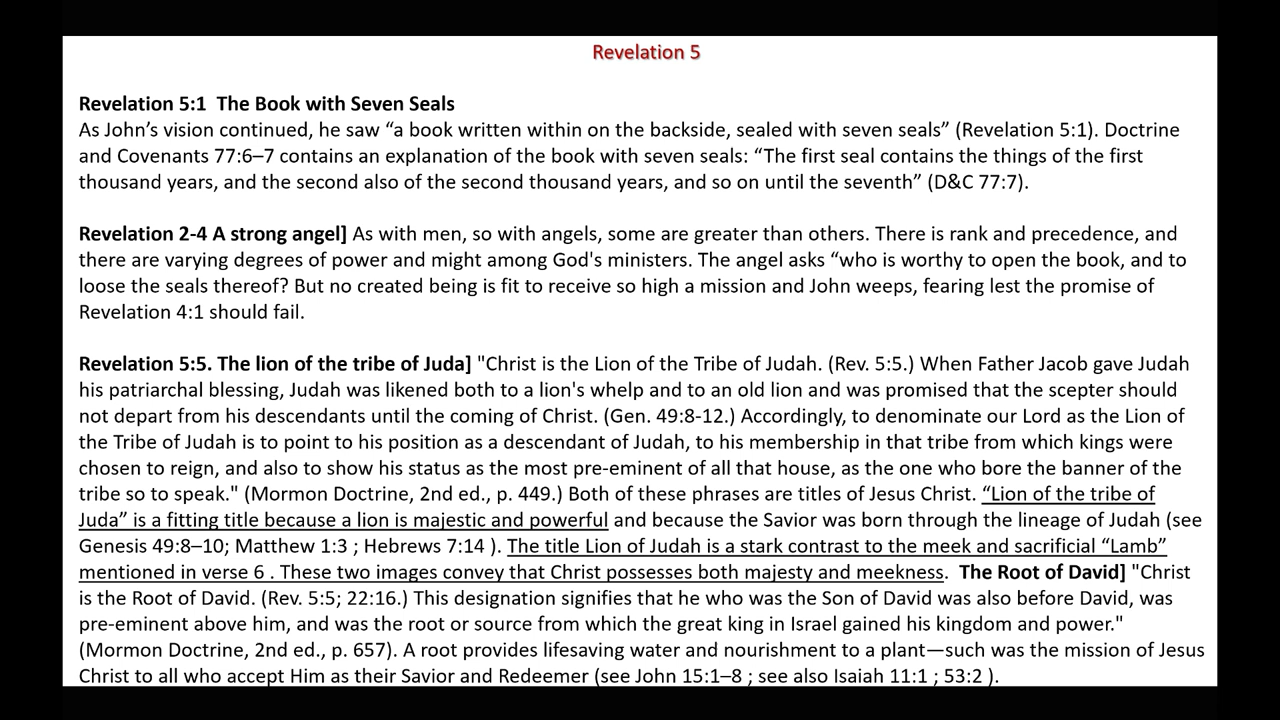 Revelation 5
Revelation 5:1  The Book with Seven Seals
As John’s vision continued, he saw “a book written within on the backside, sealed with seven seals” (Revelation 5:1). Doctrine
and Covenants 77:6–7 contains an explanation of the book with seven seals: “The first seal contains the things of the first
thousand years, and the second also of the second thousand years, and so on until the seventh” (D&C 77:7).
Revelation 2-4 A strong angel] As with men, so with angels, some are greater than others. There is rank and precedence, and
there are varying degrees of power and might among God's ministers. The angel asks “who is worthy to open the book, and to
loose the seals thereof? But no created being is fit to receive so high a mission and John weeps, fearing lest the promise of
Revelation 4:1 should fail.
Revelation 5:5. The lion of the tribe of Juda] "Christ is the Lion of the Tribe of Judah. (Rev. 5:5.) When Father Jacob gave Judah
his patriarchal blessing, Judah was likened both to a lion's whelp and to an old lion and was promised that the scepter should
not depart from his descendants until the coming of Christ. (Gen. 49:8-12.) Accordingly, to denominate our Lord as the Lion of
the Tribe of Judah is to point to his position as a descendant of Judah, to his membership in that tribe from which kings were
chosen to reign, and also to show his status as the most pre-eminent of all that house, as the one who bore the banner of the
tribe so to speak." (Mormon Doctrine, 2nd ed., p. 449.) Both of these phrases are titles of Jesus Christ. “Lion of the tribe of
Juda” is a fitting title because a lion is majestic and powerful and because the Savior was born through the lineage of Judah (see
Genesis 49:8–10; Matthew 1:3 ; Hebrews 7:14 ). The title Lion of Judah is a stark contrast to the meek and sacrificial “Lamb”
mentioned in verse 6 . These two images convey that Christ possesses both majesty and meekness.  The Root of David] "Christ
is the Root of David. (Rev. 5:5; 22:16.) This designation signifies that he who was the Son of David was also before David, was
pre-eminent above him, and was the root or source from which the great king in Israel gained his kingdom and power."
(Mormon Doctrine, 2nd ed., p. 657). A root provides lifesaving water and nourishment to a plant—such was the mission of Jesus
Christ to all who accept Him as their Savior and Redeemer (see John 15:1–8 ; see also Isaiah 11:1 ; 53:2 ).